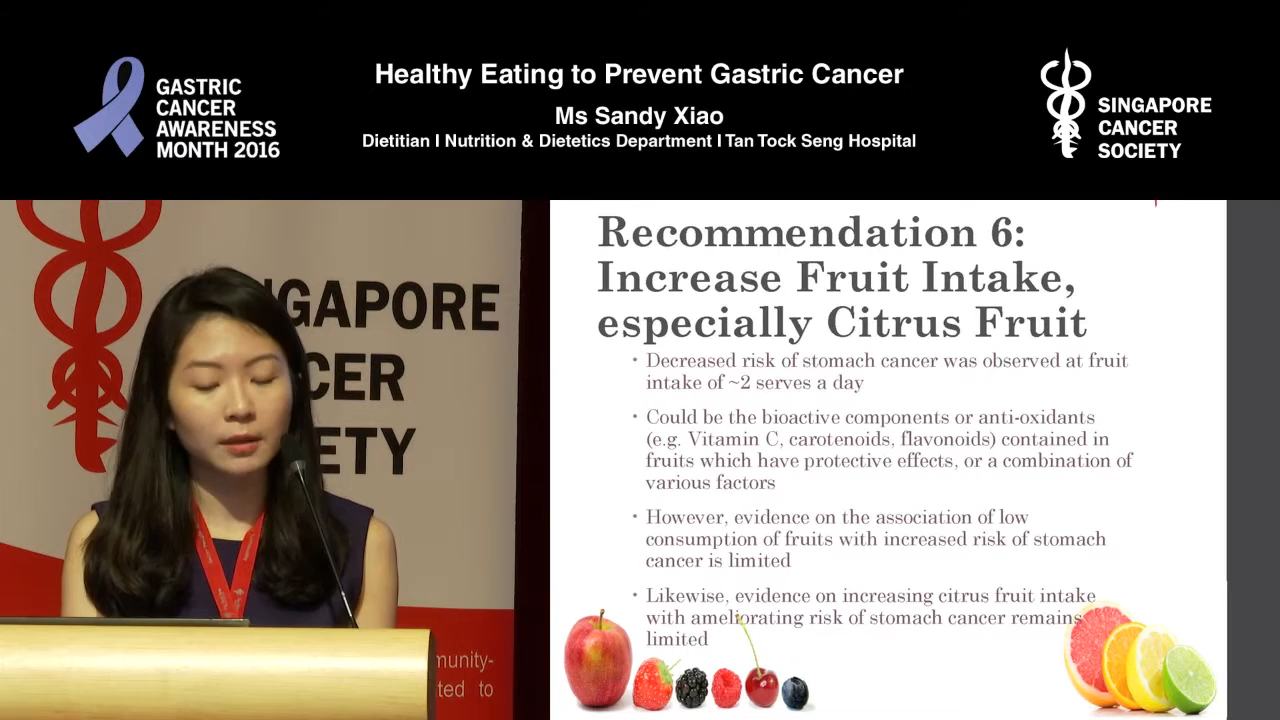 GASTRIC
CANCER
AWARENESS
MONTH 2016
Healthy Eating to Prevent Gastric Cancer
Ms Sandy Xiao
Dietitian I Nutrition & Dietetics Department I Tan Tock Seng Hospital
SINGAPORE
CANCER
SOCIETY
GAPORE
CER
ETY
munity-
ted to
Recommendation 6:
Increase Fruit Intake,
especially Citrus Fruit
• Decreased risk of stomach cancer was observed at fruit
intake of ~2 serves a day
• Could be the bioactive components or anti-oxidants
(e.g. Vitamin C, carotenoids, flavonoids) contained in
fruits which have protective effects, or a combination of
various factors
• However, evidence on the association of low
consumption of fruits with increased risk of stomach
cancer is limited
• Likewise, evidence on increasing citrus fruit intake
with ameliorating risk of stomach cancer remains
limited